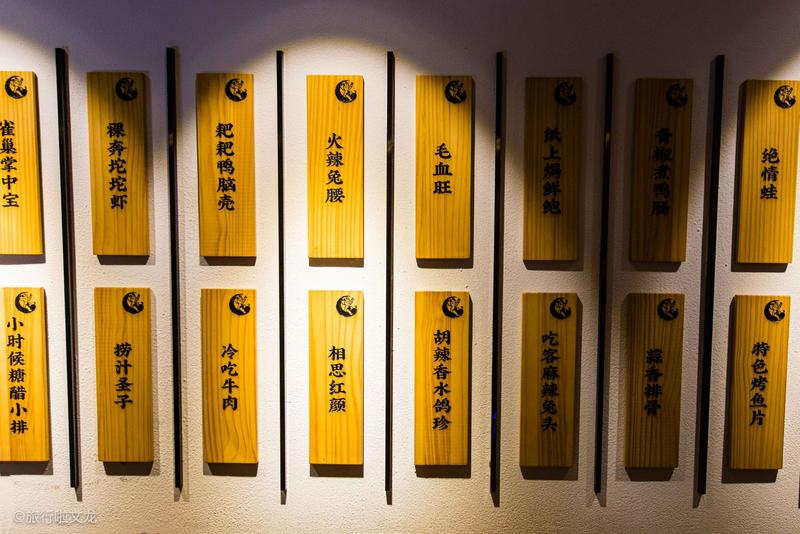 雀巢掌中宝
裸奔坨坨虾
耙耙鸭脑壳
火辣兔腰
毛血旺
纸上焗鲜鲍
青椒煮鸭肠
绝情蛙
小时候糖醋小排
捞汁圣子
冷吃牛肉
相思红颜
胡辣香水鸽珍
吃客麻辣兔头
蒜香排骨
特色烤鱼片
©旅行啦文龙